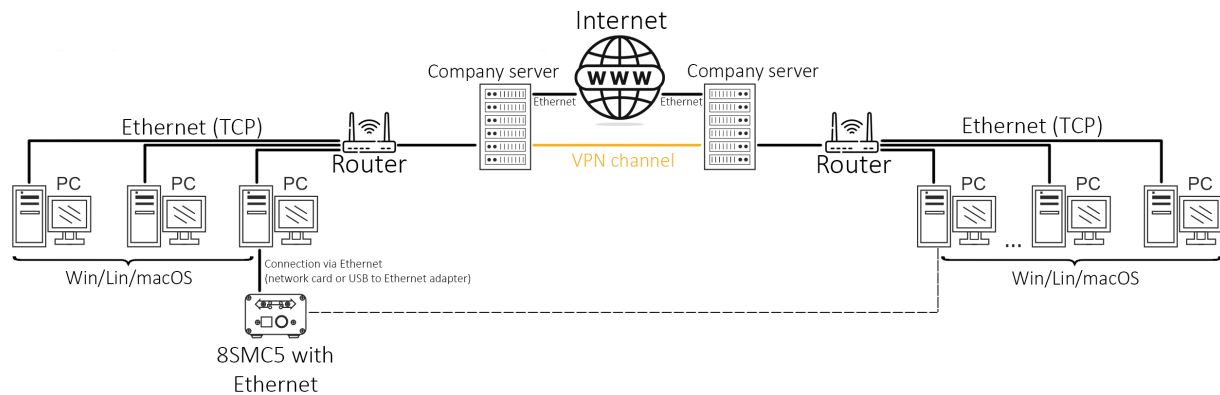 Internet
WWW
Company server
Company server
Ethernet
Ethernet
Ethernet (TCP)
Ethernet (TCP)
Router
VPN channel
Router
PC
PC
PC
PC
PC
PC
...
Connection via Ethernet
(network card or USB to Ethernet adapter)
Win/Lin/macOS
Win/Lin/macOS
8SMC5 with
Ethernet